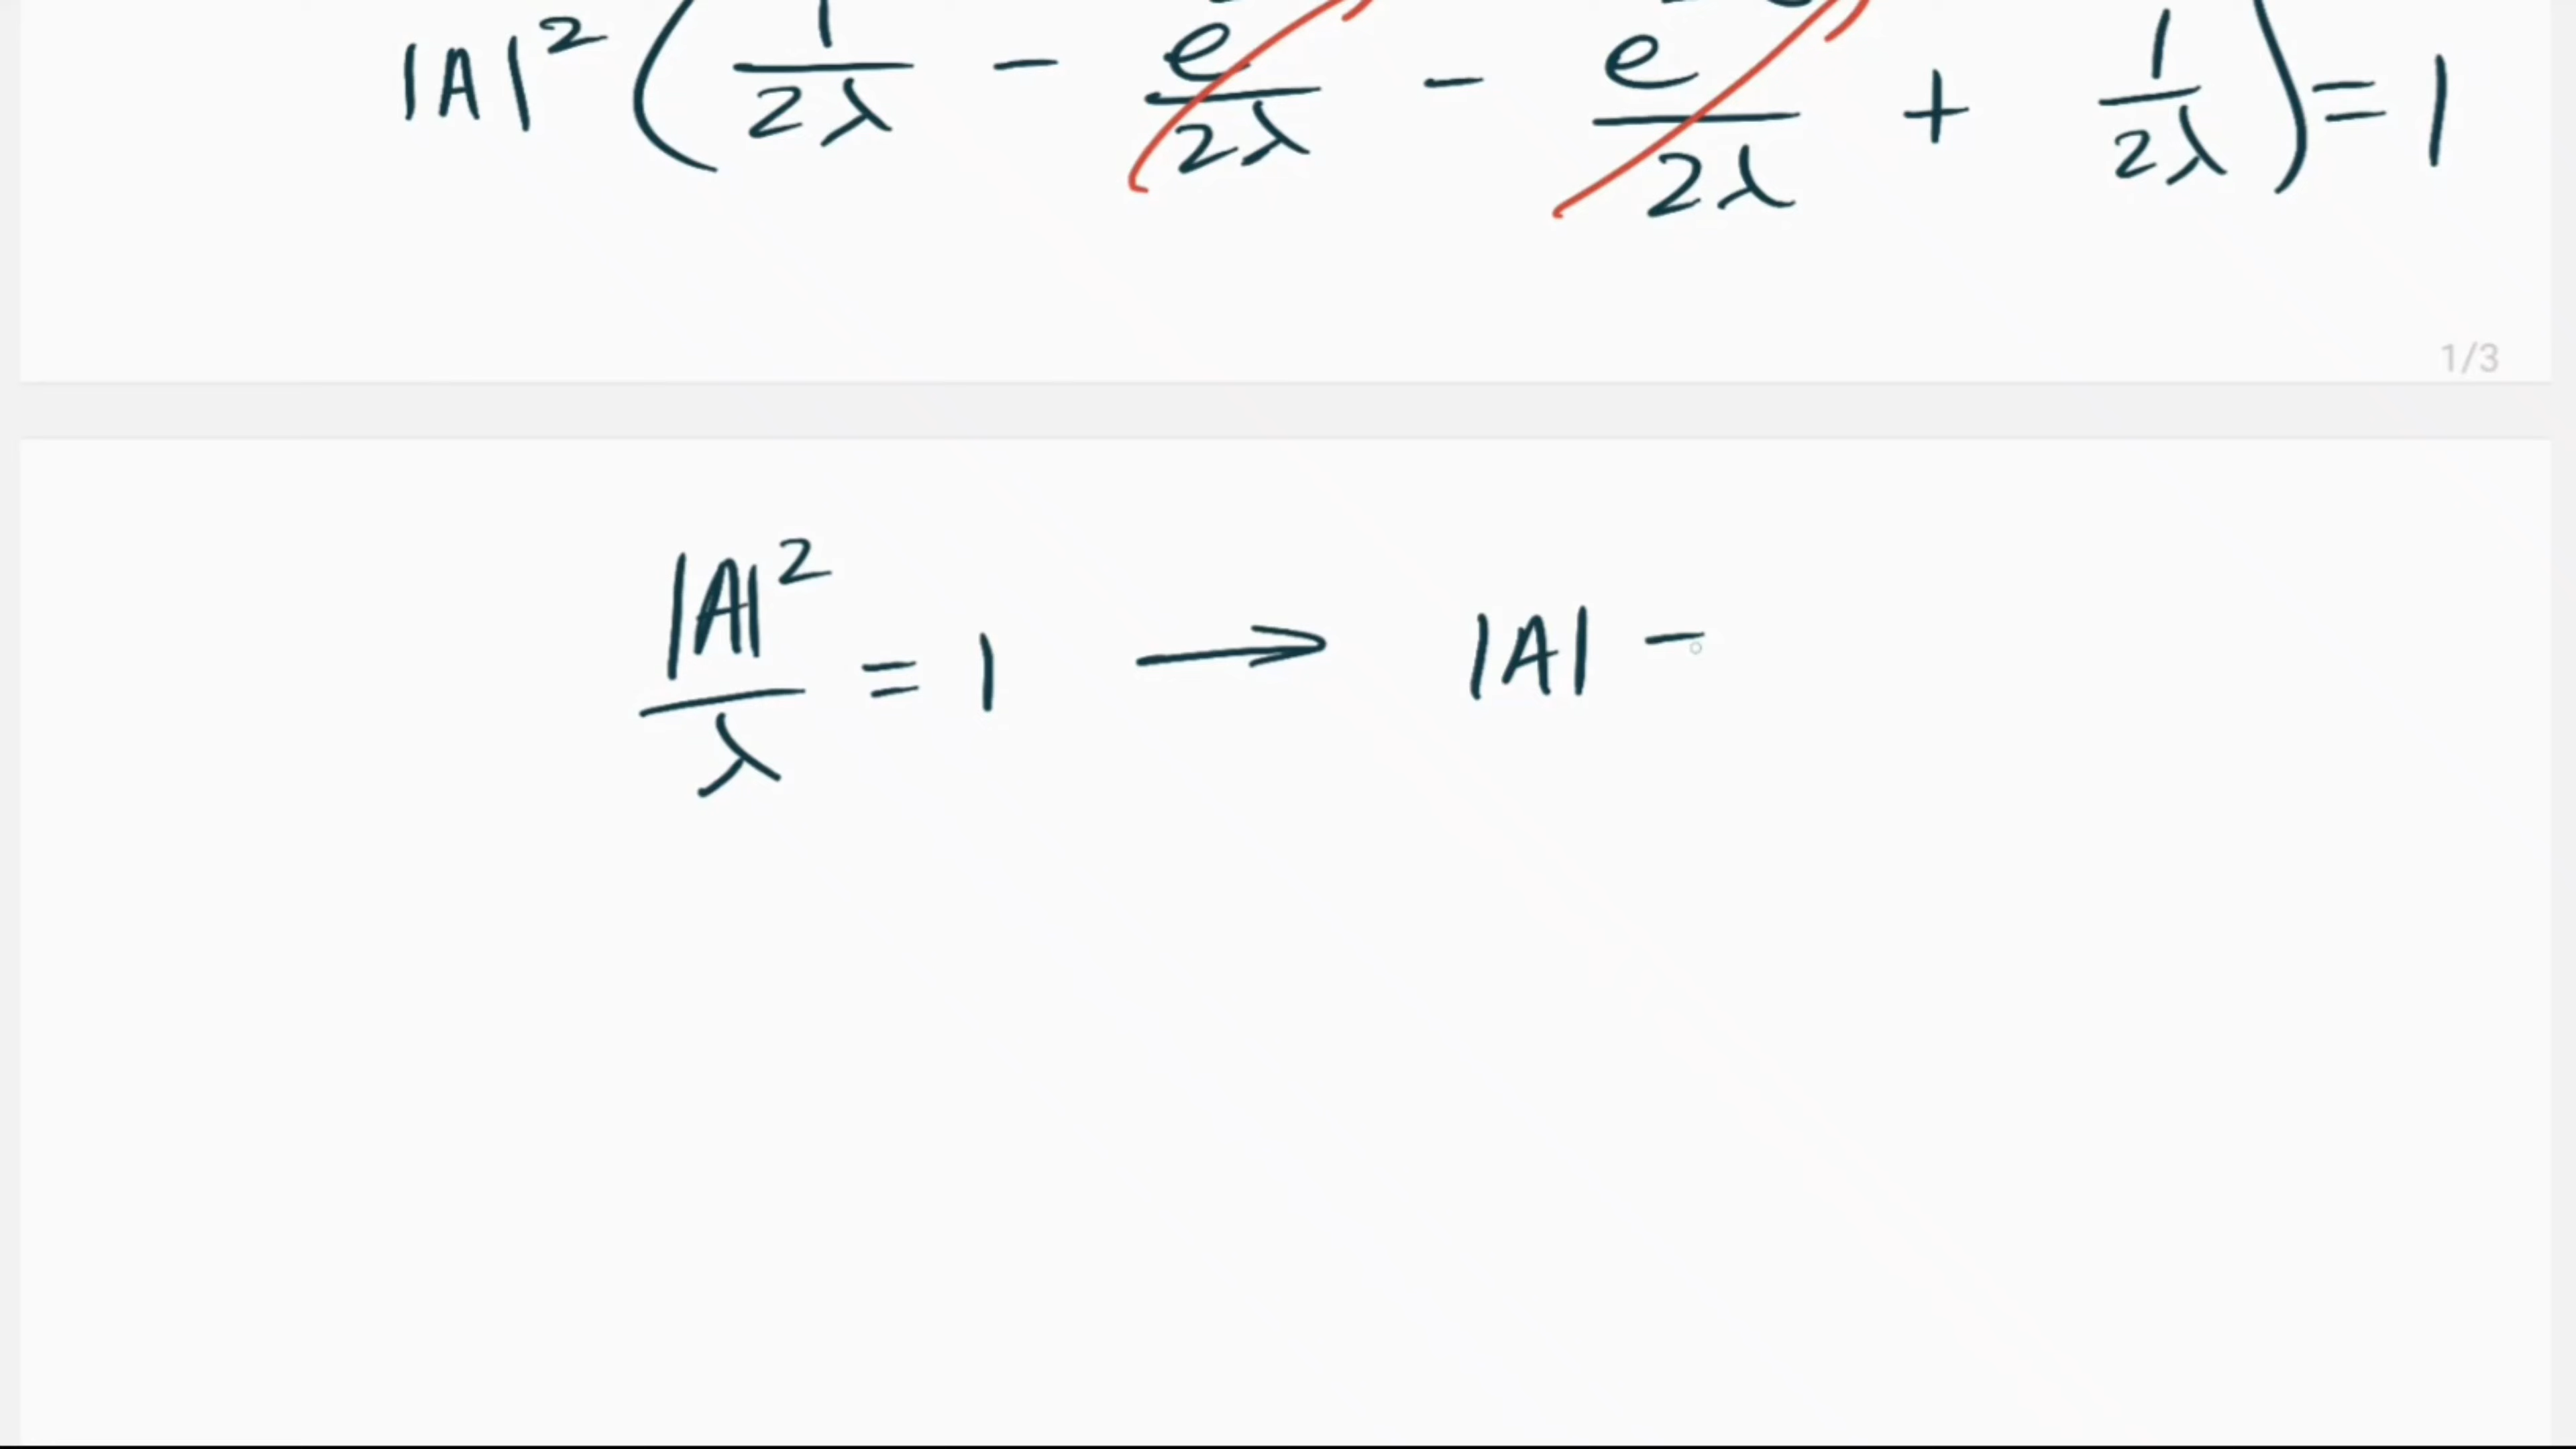 |A|² ( 1/2λ − e/2λ − e/2λ + 1/2λ ) = 1
1/3
|A|²/λ = 1 → |A| −